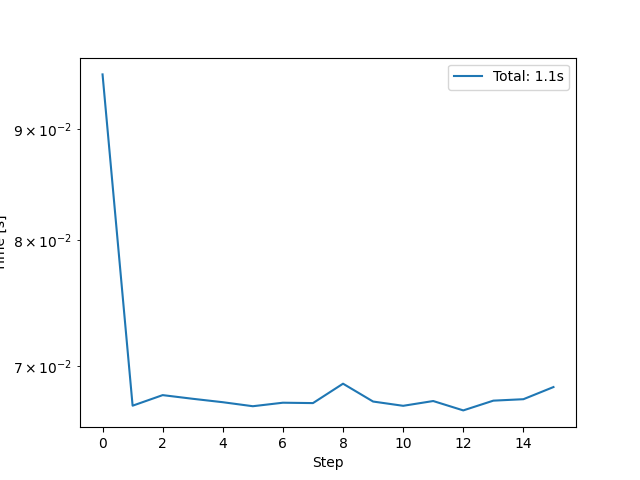 Total: 1.1s
9 × 10⁻²
8 × 10⁻²
7 × 10⁻²
0 2 4 6 8 10 12 14
Step
[s]